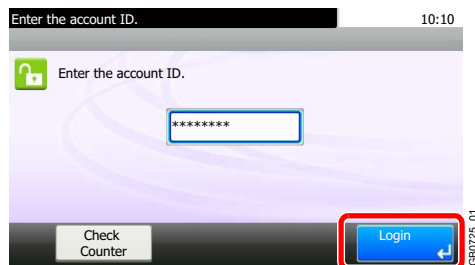 Enter the account ID.
10:10
Enter the account ID.
********
Check
Counter
Login
GB0725_01